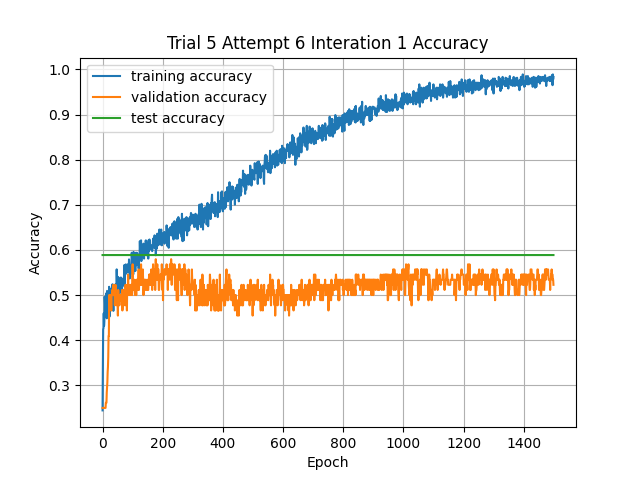 Trial 5 Attempt 6 Interation 1 Accuracy
training accuracy
validation accuracy
test accuracy
1.0
0.9
0.8
0.7
0.6
0.5
0.4
0.3
Accuracy
0 200 400 600 800 1000 1200 1400
Epoch